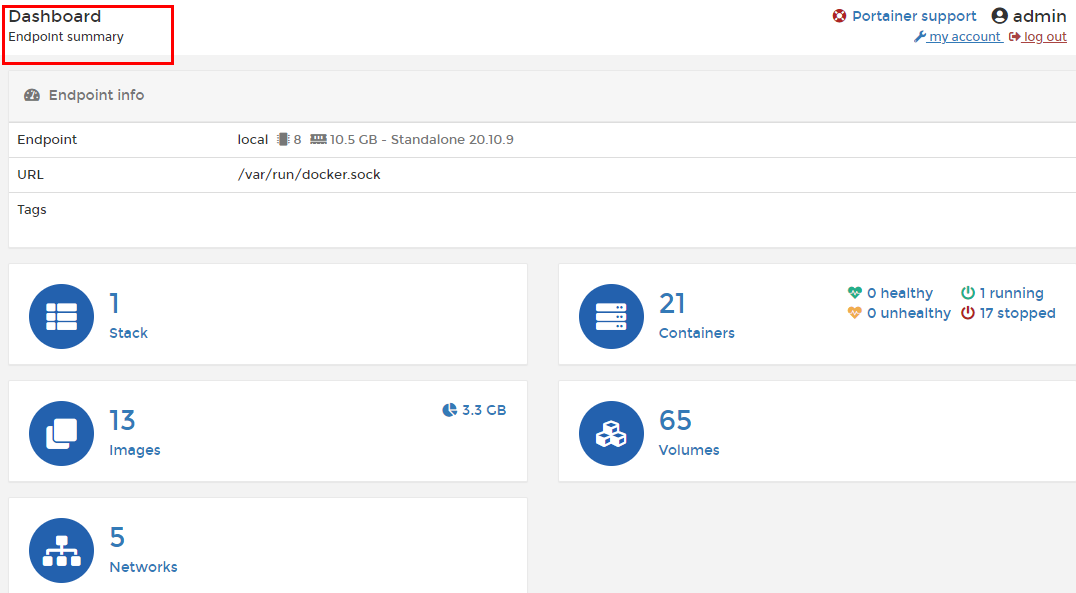 Dashboard
Endpoint summary
Portainer support admin
my account log out
Endpoint info
Endpoint local 8 10.5 GB - Standalone 20.10.9
URL /var/run/docker.sock
Tags
1
Stack
21
Containers
0 healthy 1 running
0 unhealthy 17 stopped
13
Images
3.3 GB
65
Volumes
5
Networks